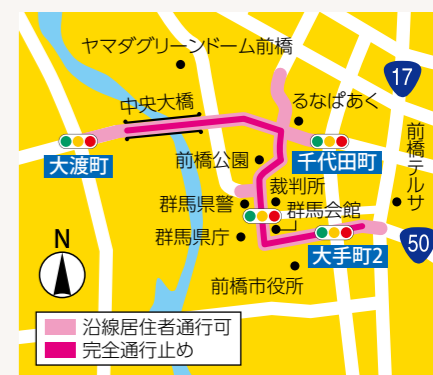 ヤマダグリーンドーム前橋
17
中央大橋
るなぱあく
大渡町
前橋公園
千代田町
前橋テルサ
裁判所
群馬県警
群馬会館
群馬県庁
大手町2
50
N
前橋市役所
沿線居住者通行可
完全通行止め